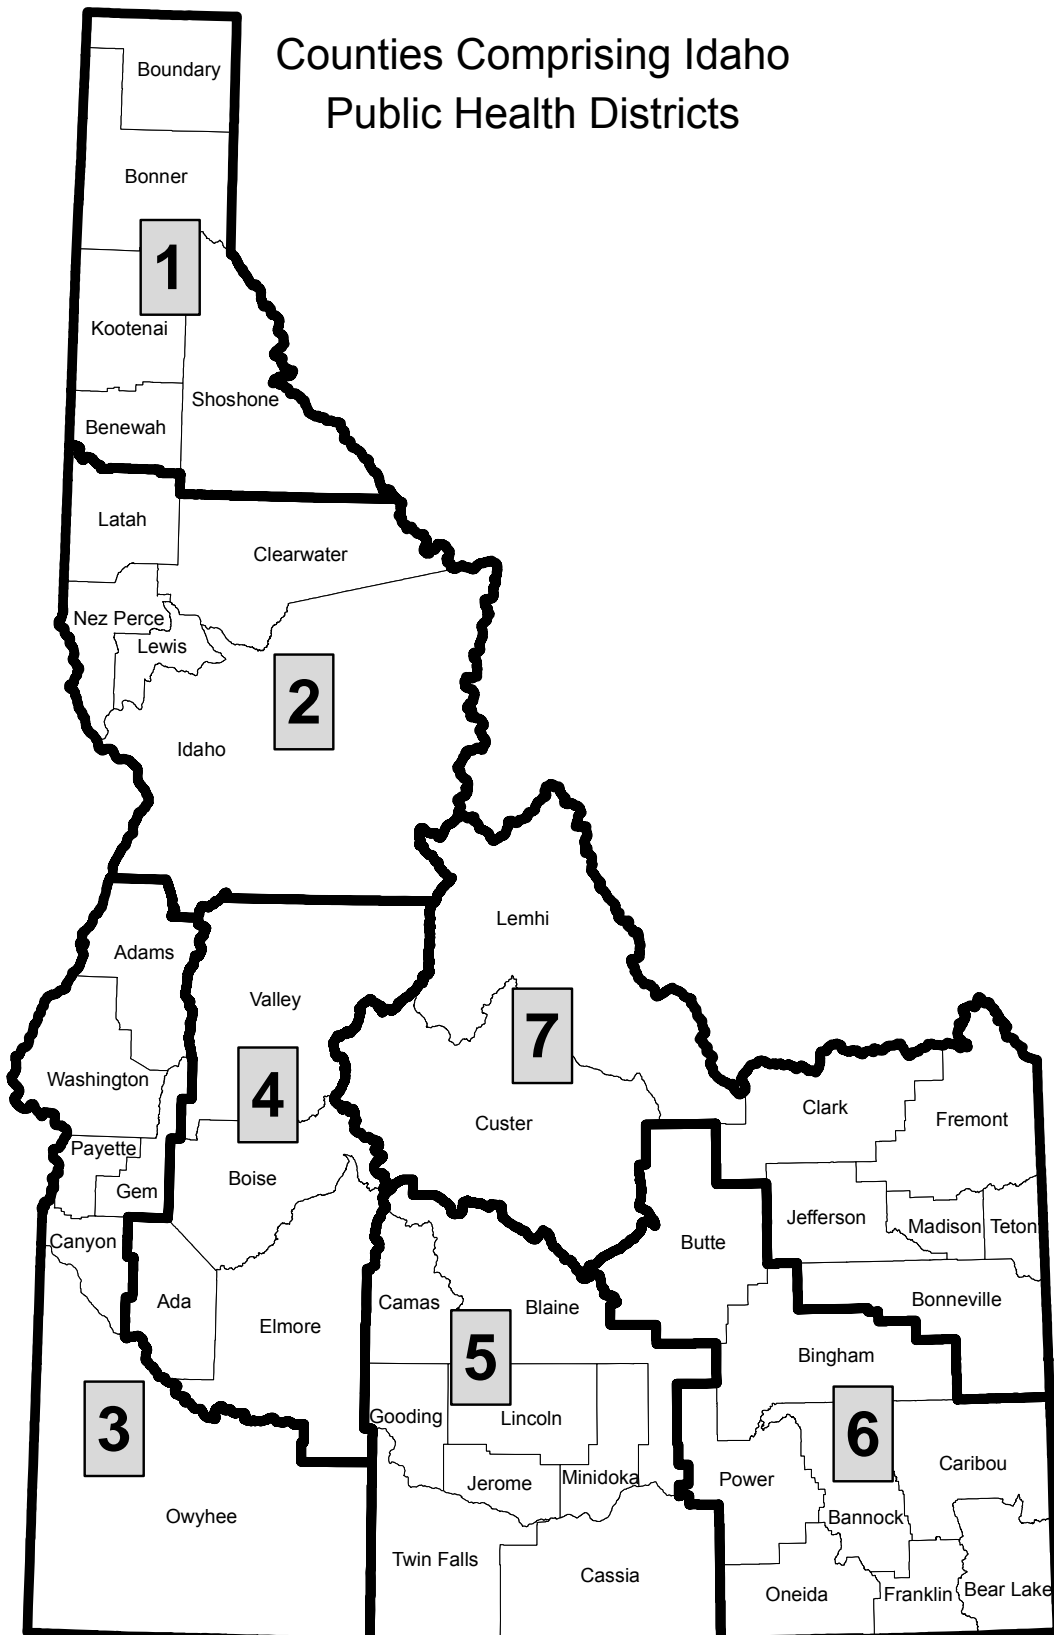 Counties Comprising Idaho
Public Health Districts
Boundary
Bonner
1
Kootenai
Shoshone
Benewah
Latah
Clearwater
Nez Perce
Lewis
2
Idaho
Lemhi
Adams
Valley
7
Washington
4
Custer
Clark
Fremont
Payette
Boise
Gem
Jefferson
Madison
Teton
Canyon
Butte
Ada
Camas
Blaine
Bonneville
Elmore
5
Bingham
3
Gooding
Lincoln
6
Caribou
Jerome
Minidoka
Power
Owyhee
Bannock
Twin Falls
Cassia
Oneida
Franklin
Bear Lake